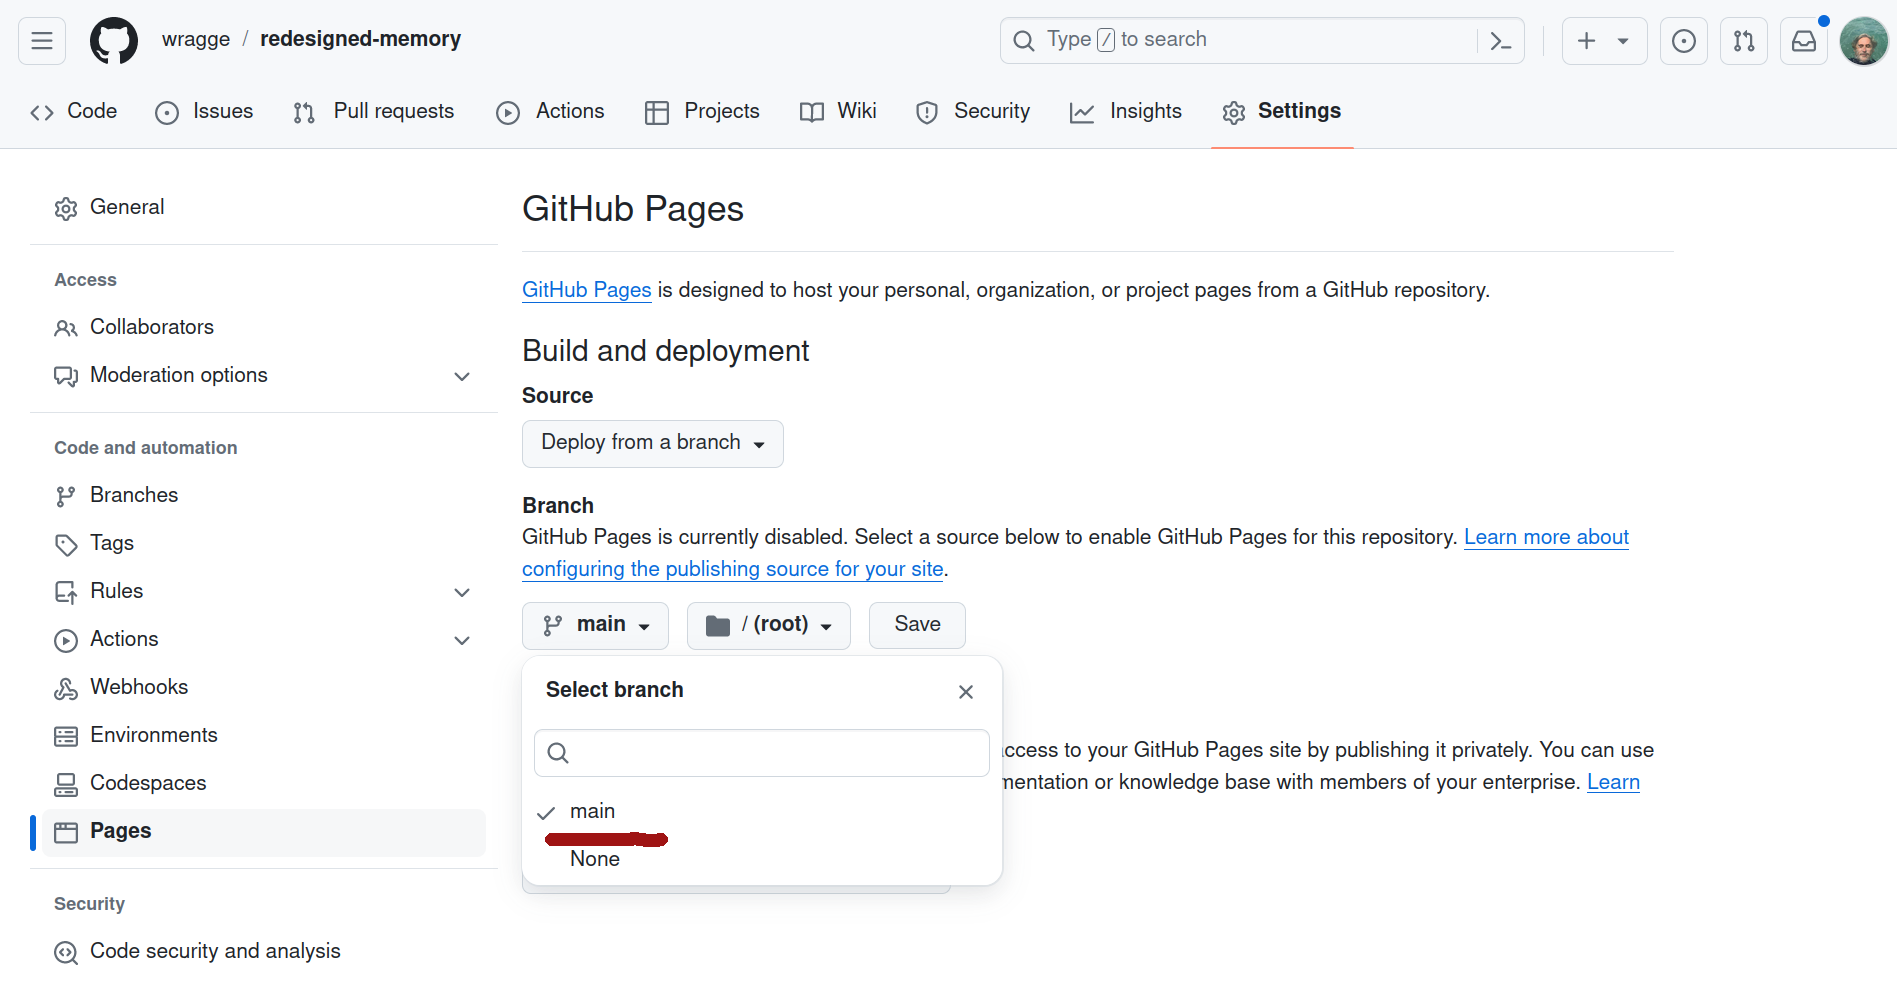 wragge / redesigned-memory
Type / to search
Code Issues Pull requests Actions Projects Wiki Security Insights Settings
General
Access
Collaborators
Moderation options
Code and automation
Branches
Tags
Rules
Actions
Webhooks
Environments
Codespaces
Pages
Security
Code security and analysis
GitHub Pages
GitHub Pages is designed to host your personal, organization, or project pages from a GitHub repository.
Build and deployment
Source
Deploy from a branch
Branch
GitHub Pages is currently disabled. Select a source below to enable GitHub Pages for this repository. Learn more about
configuring the publishing source for your site.
main / (root) Save
Select branch
main
None
to your GitHub Pages site by publishing it privately. You can use
or knowledge base with members of your enterprise. Learn